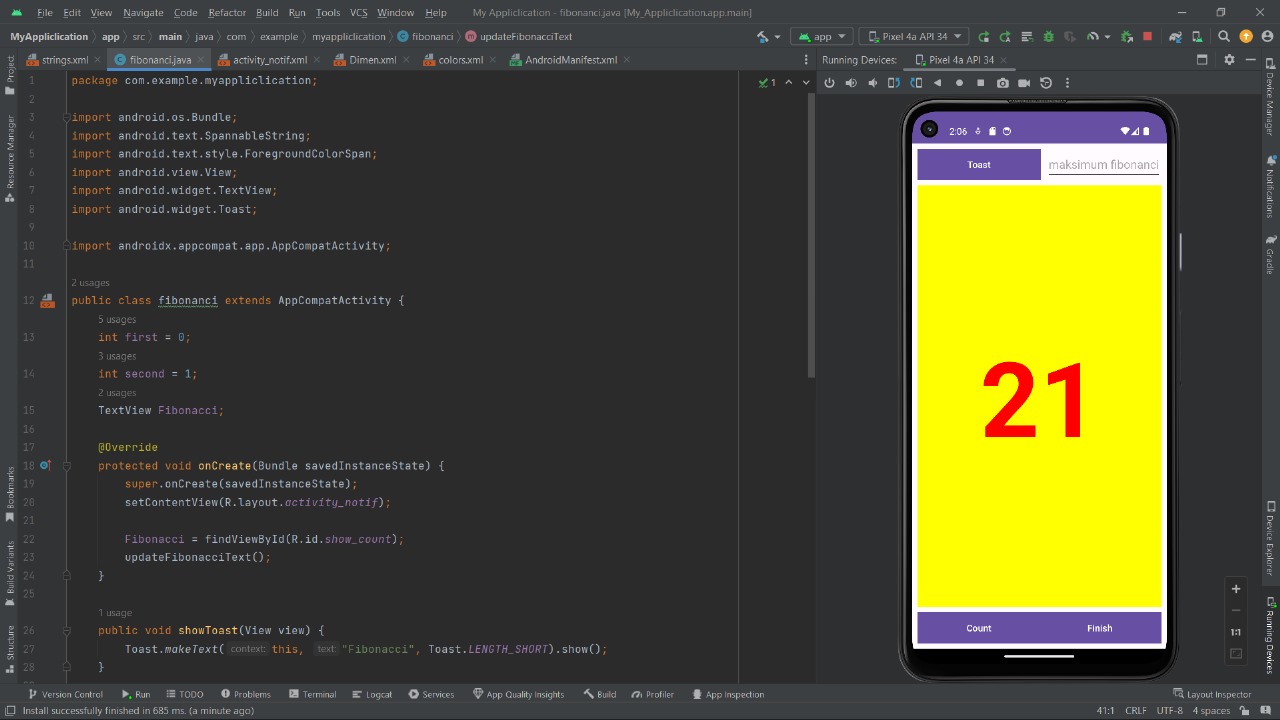 File Edit View Navigate Code Refactor Build Run Tools VCS Window Help My Appliclication - fibonanci.java [My_Appliclication.app.main]
MyAppliclication app src main java com example myappliclication fibonanci updateFibonacciText app Pixel 4a API 34
strings.xml fibonanci.java activity_notif.xml Dimen.xml colors.xml AndroidManifest.xml Running Devices: Pixel 4a API 34
1 package com.example.myappliclication; 1
2
3 import android.os.Bundle;
4 import android.text.SpannableString;
5 import android.text.style.ForegroundColorSpan;
6 import android.view.View;
7 import android.widget.TextView;
8 import android.widget.Toast;
9
10 import androidx.appcompat.app.AppCompatActivity;
11
2 usages
12 public class fibonanci extends AppCompatActivity {
5 usages
13 int first = 0;
3 usages
14 int second = 1;
2 usages
15 TextView Fibonacci;
16
17 @Override
18 protected void onCreate(Bundle savedInstanceState) {
19 super.onCreate(savedInstanceState);
20 setContentView(R.layout.activity_notif);
21
22 Fibonacci = findViewById(R.id.show_count);
23 updateFibonacciText();
24 }
25
1 usage
26 public void showToast(View view) {
27 Toast.makeText( context: this, text: "Fibonacci", Toast.LENGTH_SHORT).show();
28 }
Project
Resource Manager
Bookmarks
Build Variants
Structure
2:06
Toast maksimum fibonanci
21
Count Finish
1:1
Device Manager
Notifications
Gradle
Device Explorer
Running Devices
Version Control Run TODO Problems Terminal Logcat Services App Quality Insights Build Profiler App Inspection Layout Inspector
Install successfully finished in 685 ms. (a minute ago) 41:1 CRLF UTF-8 4 spaces